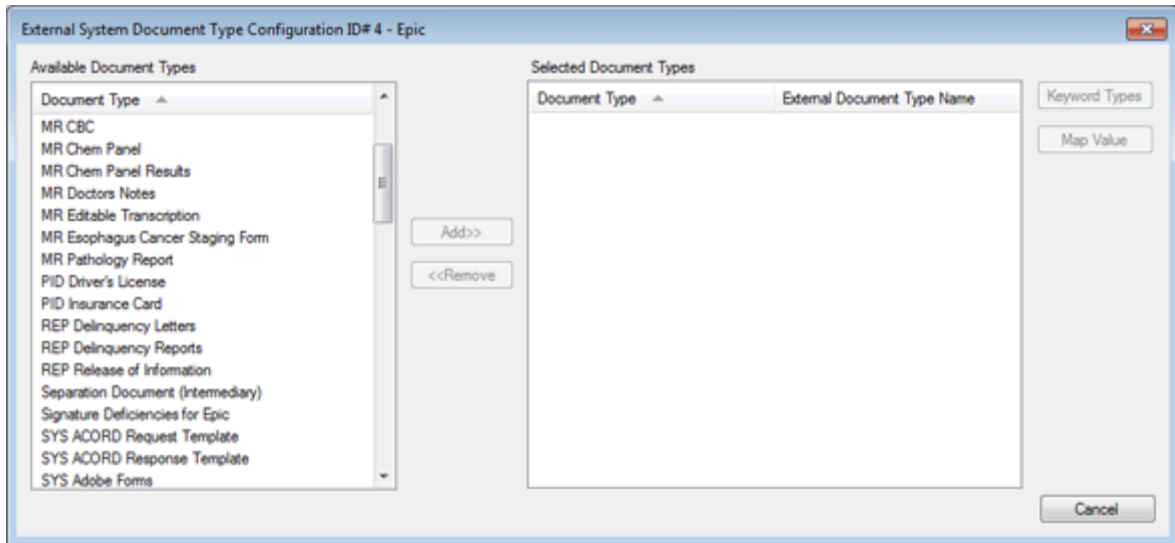 External System Document Type Configuration ID# 4 - Epic
Available Document Types
Document Type
MR CBC
MR Chem Panel
MR Chem Panel Results
MR Doctors Notes
MR Editable Transcription
MR Esophagus Cancer Staging Form
MR Pathology Report
PID Driver's License
PID Insurance Card
REP Delinquency Letters
REP Delinquency Reports
REP Release of Information
Separation Document (Intermediary)
Signature Deficiencies for Epic
SYS ACORD Request Template
SYS ACORD Response Template
SYS Adobe Forms
Add>>
<<Remove
Selected Document Types
Document Type External Document Type Name
Keyword Types
Map Value
Cancel